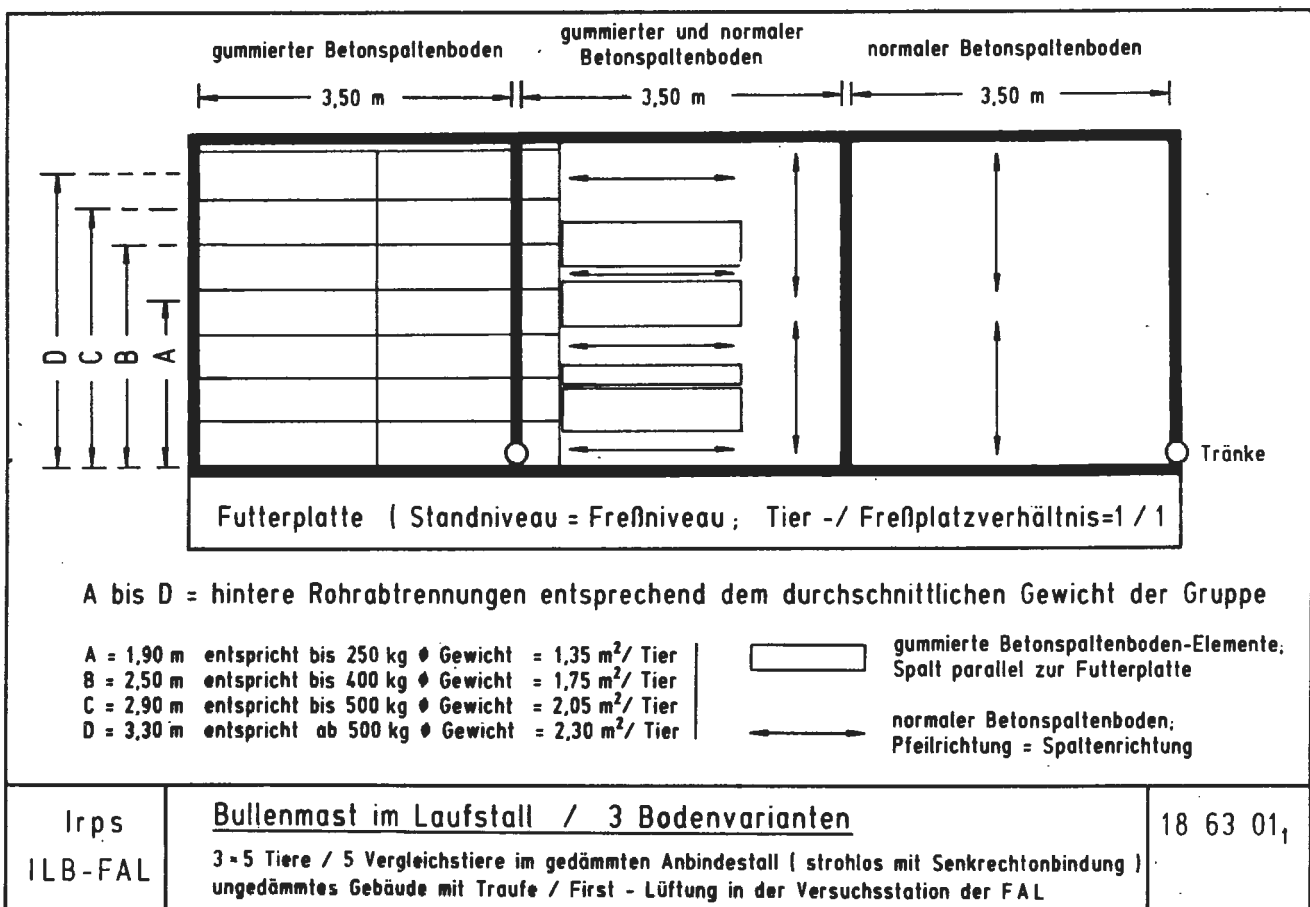 gummierter Betonspaltenboden
gummierter und normaler
Betonspaltenboden
normaler Betonspaltenboden
3,50 m
3,50 m
3,50 m
D
C
B
A
Tränke
Futterplatte ( Standniveau = Freßniveau ; Tier -/ Freßplatzverhältnis=1 / 1
A bis D = hintere Rohrabtrennungen entsprechend dem durchschnittlichen Gewicht der Gruppe
A = 1,90 m entspricht bis 250 kg ⌀ Gewicht = 1,35 m²/ Tier
B = 2,50 m entspricht bis 400 kg ⌀ Gewicht = 1,75 m²/ Tier
C = 2,90 m entspricht bis 500 kg ⌀ Gewicht = 2,05 m²/ Tier
D = 3,30 m entspricht ab 500 kg ⌀ Gewicht = 2,30 m²/ Tier
gummierte Betonspaltenboden-Elemente;
Spalt parallel zur Futterplatte
normaler Betonspaltenboden;
Pfeilrichtung = Spaltenrichtung
Irps
ILB-FAL
Bullenmast im Laufstall / 3 Bodenvarianten
3 × 5 Tiere / 5 Vergleichstiere im gedämmten Anbindestall ( strohlos mit Senkrechtonbindung )
ungedämmtes Gebäude mit Traufe / First - Lüftung in der Versuchsstation der FAL
18 63 01₁